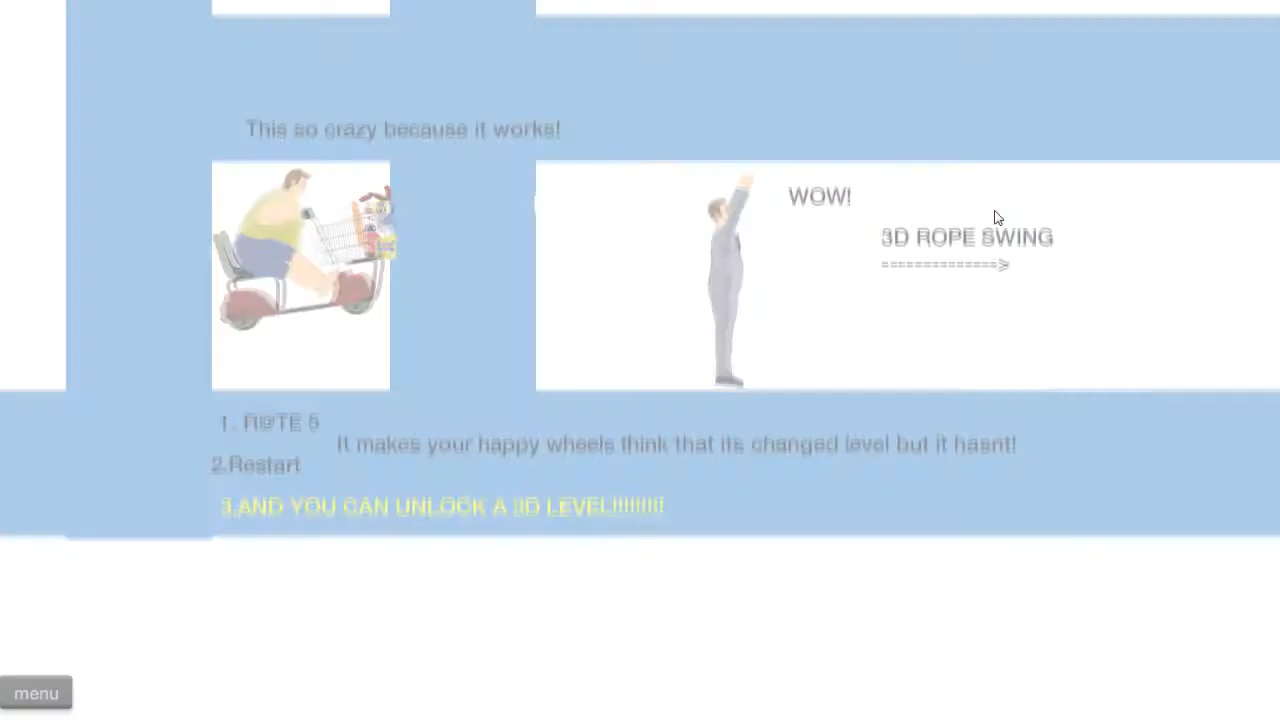 This so crazy because it works!
WOW!
3D ROPE SWING
==============>
1. R@TE 5
It makes your happy wheels think that its changed level but it hasnt!
2.Restart
3.AND YOU CAN UNLOCK A 3D LEVEL!!!!!!!!!
menu